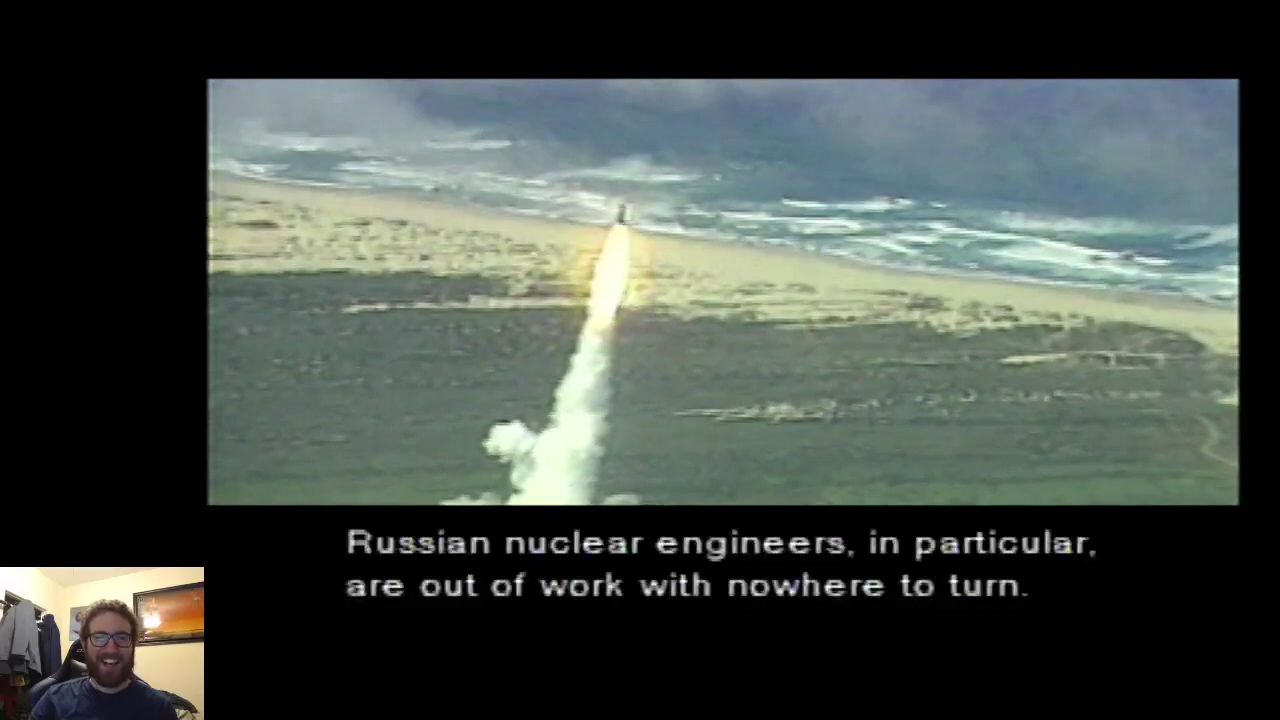 Russian nuclear engineers, in particular,
are out of work with nowhere to turn.